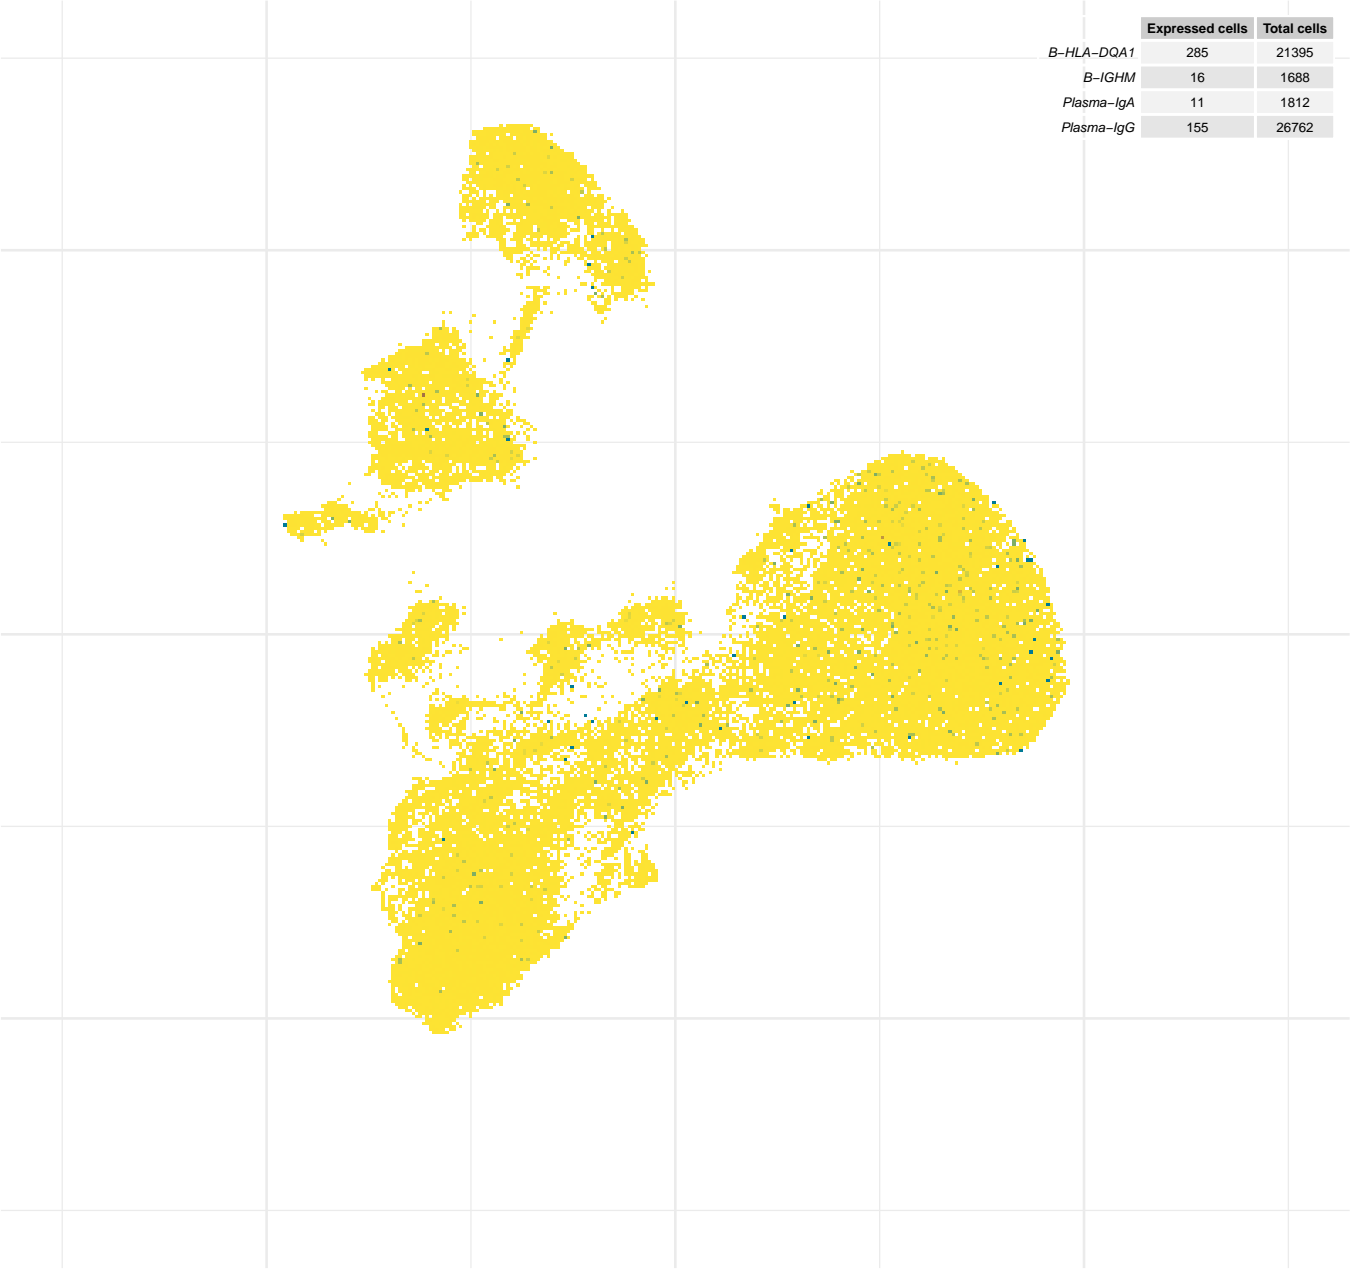 Expressed cells Total cells
B−HLA−DQA1 285 21395
B−IGHM 16 1688
Plasma−IgA 11 1812
Plasma−IgG 155 26762